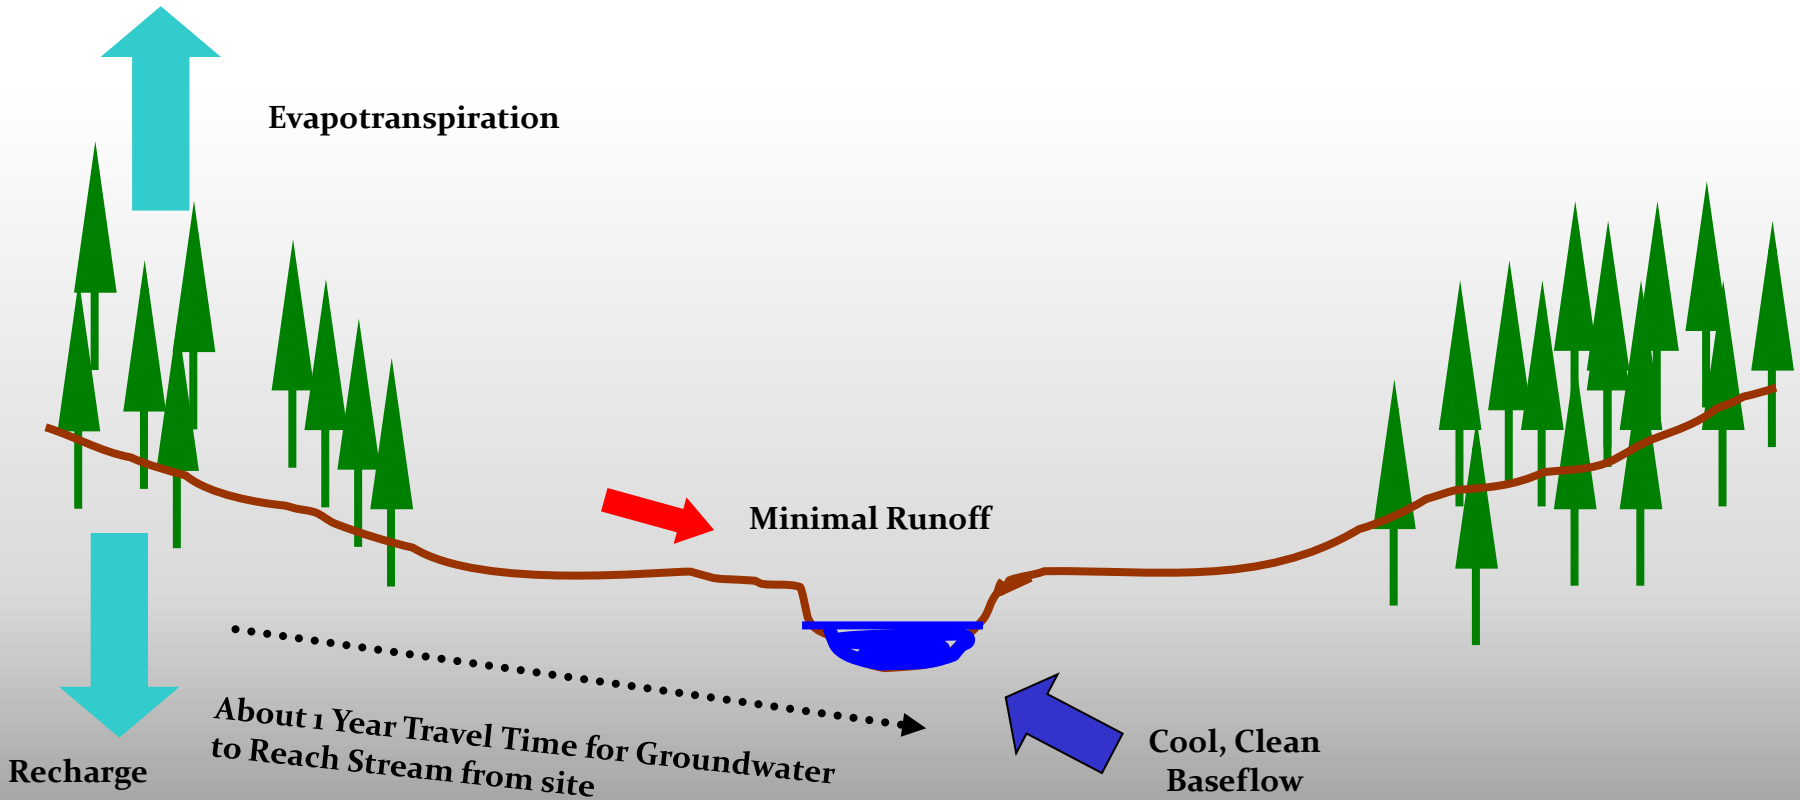 Evapotranspiration
Minimal Runoff
About 1 Year Travel Time for Groundwater
to Reach Stream from site
Recharge
Cool, Clean
Baseflow